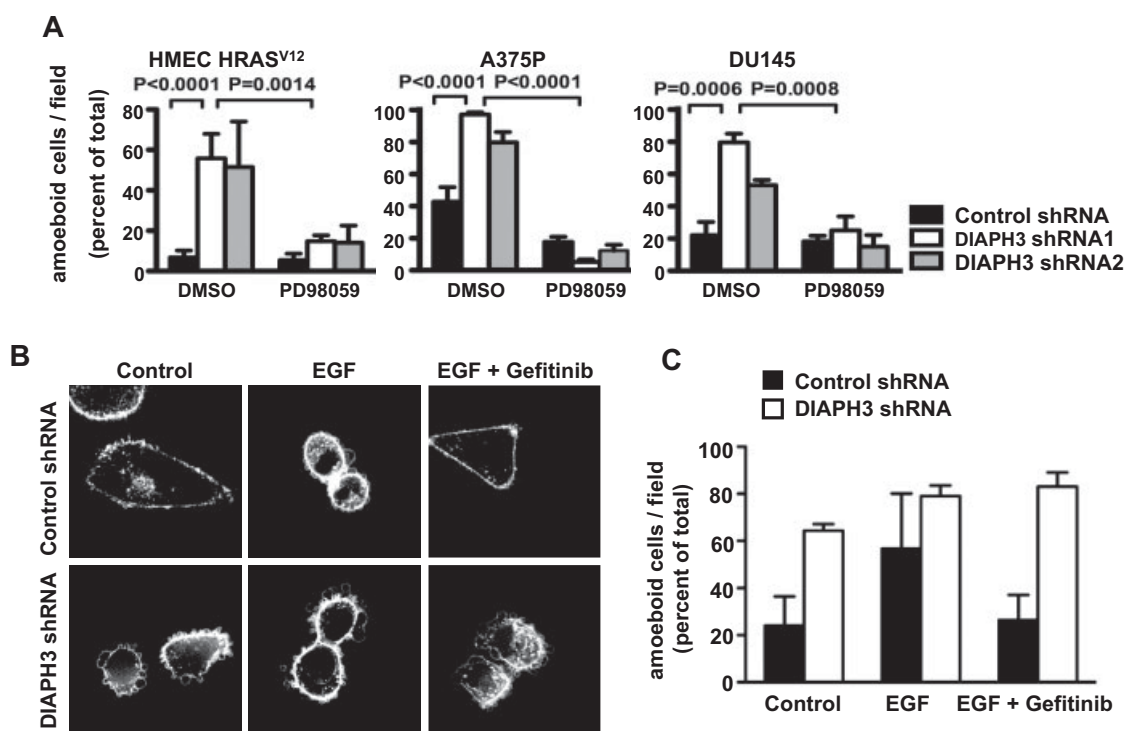 A
HMEC HRASV12
A375P
DU145
P<0.0001 P=0.0014
P<0.0001 P<0.0001
P=0.0006 P=0.0008
amoeboid cells / field
(percent of total)
80
60
40
20
0
100
80
60
40
20
0
100
80
60
40
20
0
DMSO PD98059
DMSO PD98059
DMSO PD98059
Control shRNA
DIAPH3 shRNA1
DIAPH3 shRNA2
B
Control EGF EGF + Gefitinib
Control shRNA
DIAPH3 shRNA
C
Control shRNA
DIAPH3 shRNA
amoeboid cells / field
(percent of total)
100
80
60
40
20
0
Control EGF EGF + Gefitinib